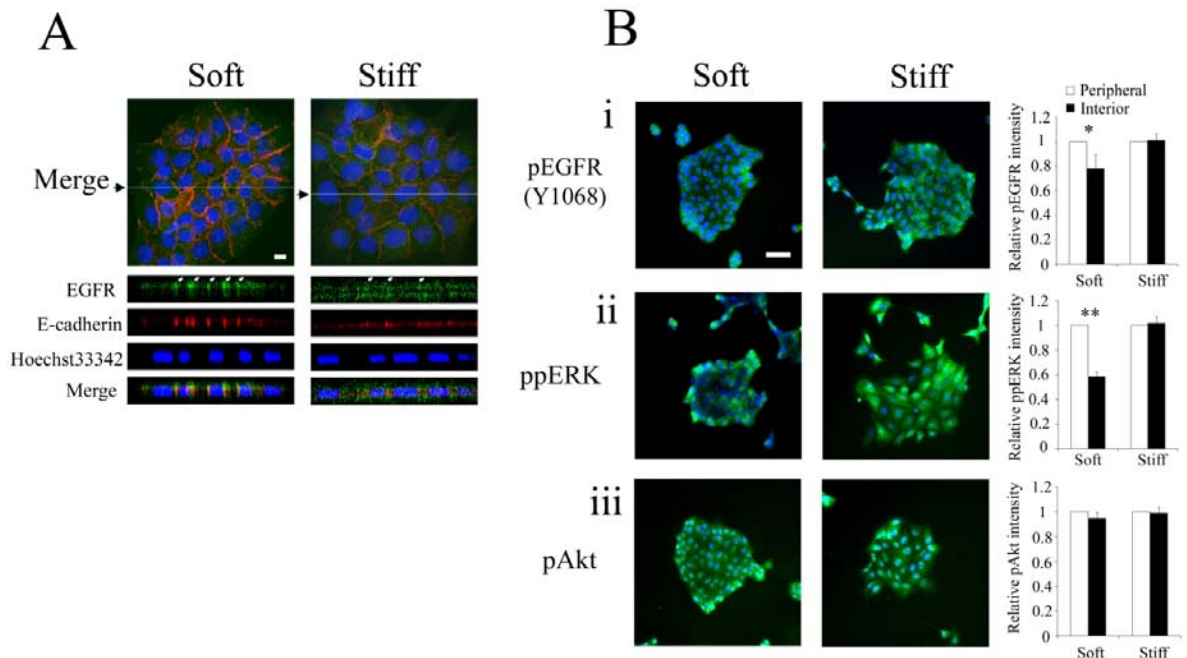 A
Soft
Stiff
Merge
EGFR
E-cadherin
Hoechst33342
Merge
B
Soft
Stiff
i
pEGFR
(Y1068)
□ Peripheral
■ Interior
Relative pEGFR intensity
1.2
1
0.8
0.6
0.4
0.2
0
*
Soft
Stiff
ii
ppERK
Relative ppERK intensity
1.2
1
0.8
0.6
0.4
0.2
0
**
Soft
Stiff
iii
pAkt
Relative pAkt intensity
1.2
1
0.8
0.6
0.4
0.2
0
Soft
Stiff